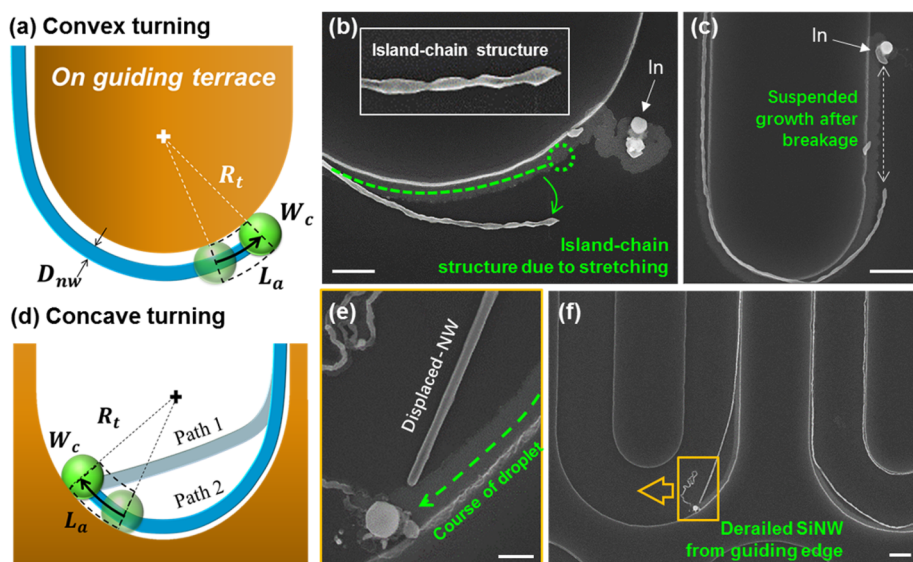 (a) Convex turning
On guiding terrace
R_t
W_c
D_nw
L_a
(b)
Island-chain structure
In
Island-chain
structure due to stretching
(c)
In
Suspended
growth after
breakage
(d) Concave turning
R_t
W_c
Path 1
Path 2
L_a
(e)
Displaced-NW
Course of droplet
(f)
Derailed SiNW
from guiding edge